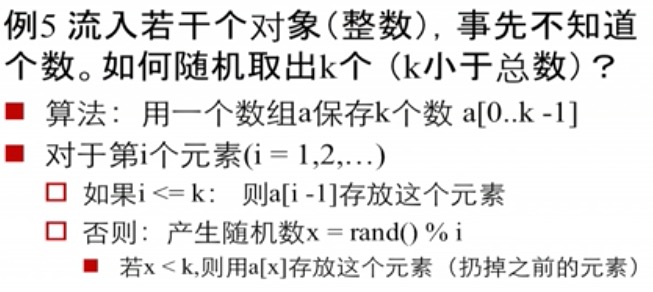 例5 流入若干个对象(整数)，事先不知道
个数。如何随机取出k个（k小于总数）？
算法：用一个数组a保存k个数 a[0..k -1]
对于第i个元素(i = 1,2,…)
如果i <= k： 则a[i -1]存放这个元素
否则：产生随机数x = rand() % i
若x < k,则用a[x]存放这个元素（扔掉之前的元素）